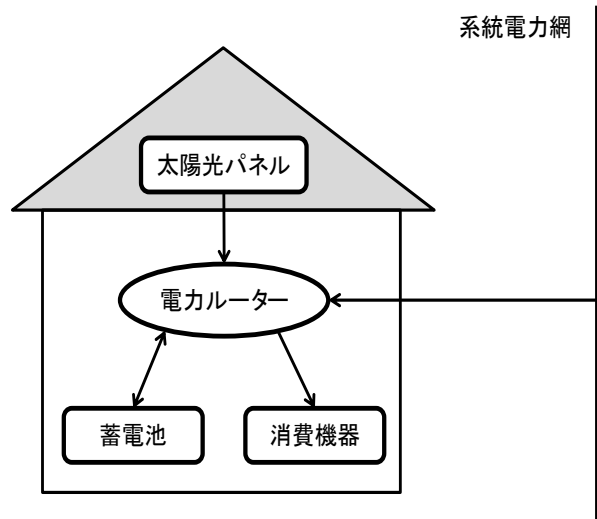 系統電力網
太陽光パネル
電力ルーター
蓄電池
消費機器